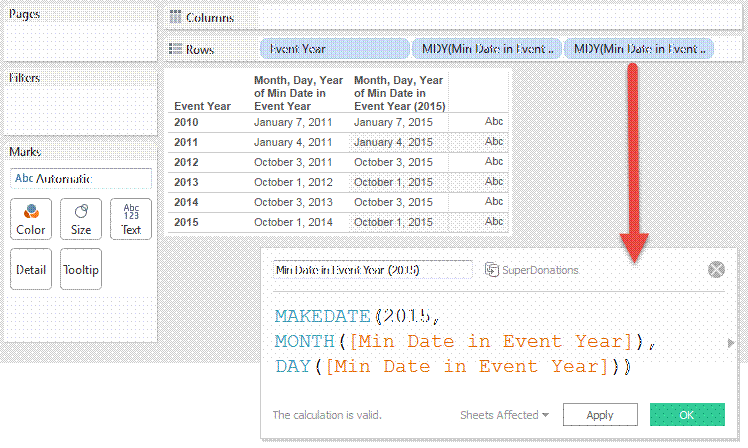 Pages
Columns
Rows
Event Year
MDY(Min Date in Event ..
MDY(Min Date in Event ..
Filters
Event Year
Month, Day, Year of Min Date in Event Year
Month, Day, Year of Min Date in Event Year (2015)
2010 January 7, 2011 January 7, 2015 Abc
2011 January 4, 2011 January 4, 2015 Abc
2012 October 3, 2011 October 3, 2015 Abc
2013 October 1, 2012 October 1, 2015 Abc
2014 October 3, 2013 October 3, 2015 Abc
2015 October 1, 2014 October 1, 2015 Abc
Marks
Abc Automatic
Color
Size
Abc
123
Text
Detail
Tooltip
Min Date in Event Year (2015)
SuperDonations
MAKEDATE(2015,
MONTH([Min Date in Event Year]),
DAY([Min Date in Event Year]))
The calculation is valid.
Sheets Affected
Apply
OK